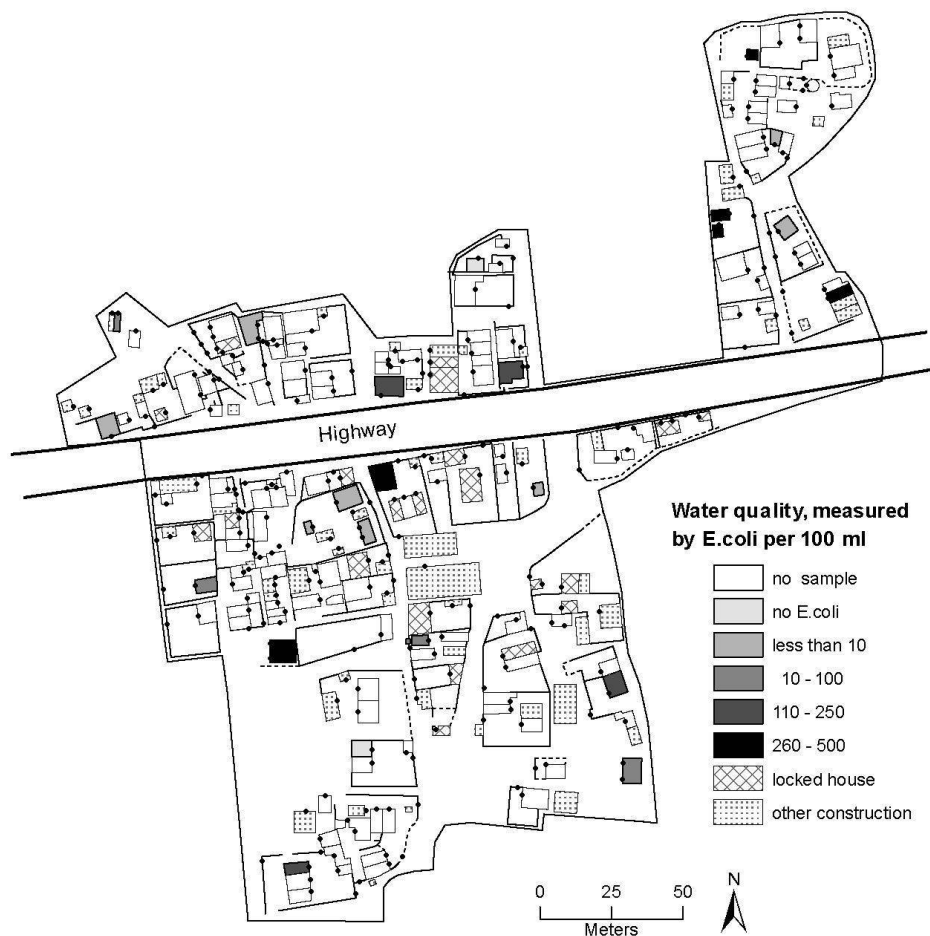 Highway
Water quality, measured
by E.coli per 100 ml
no sample
no E.coli
less than 10
10 - 100
110 - 250
260 - 500
locked house
other construction
0 25 50
Meters
N